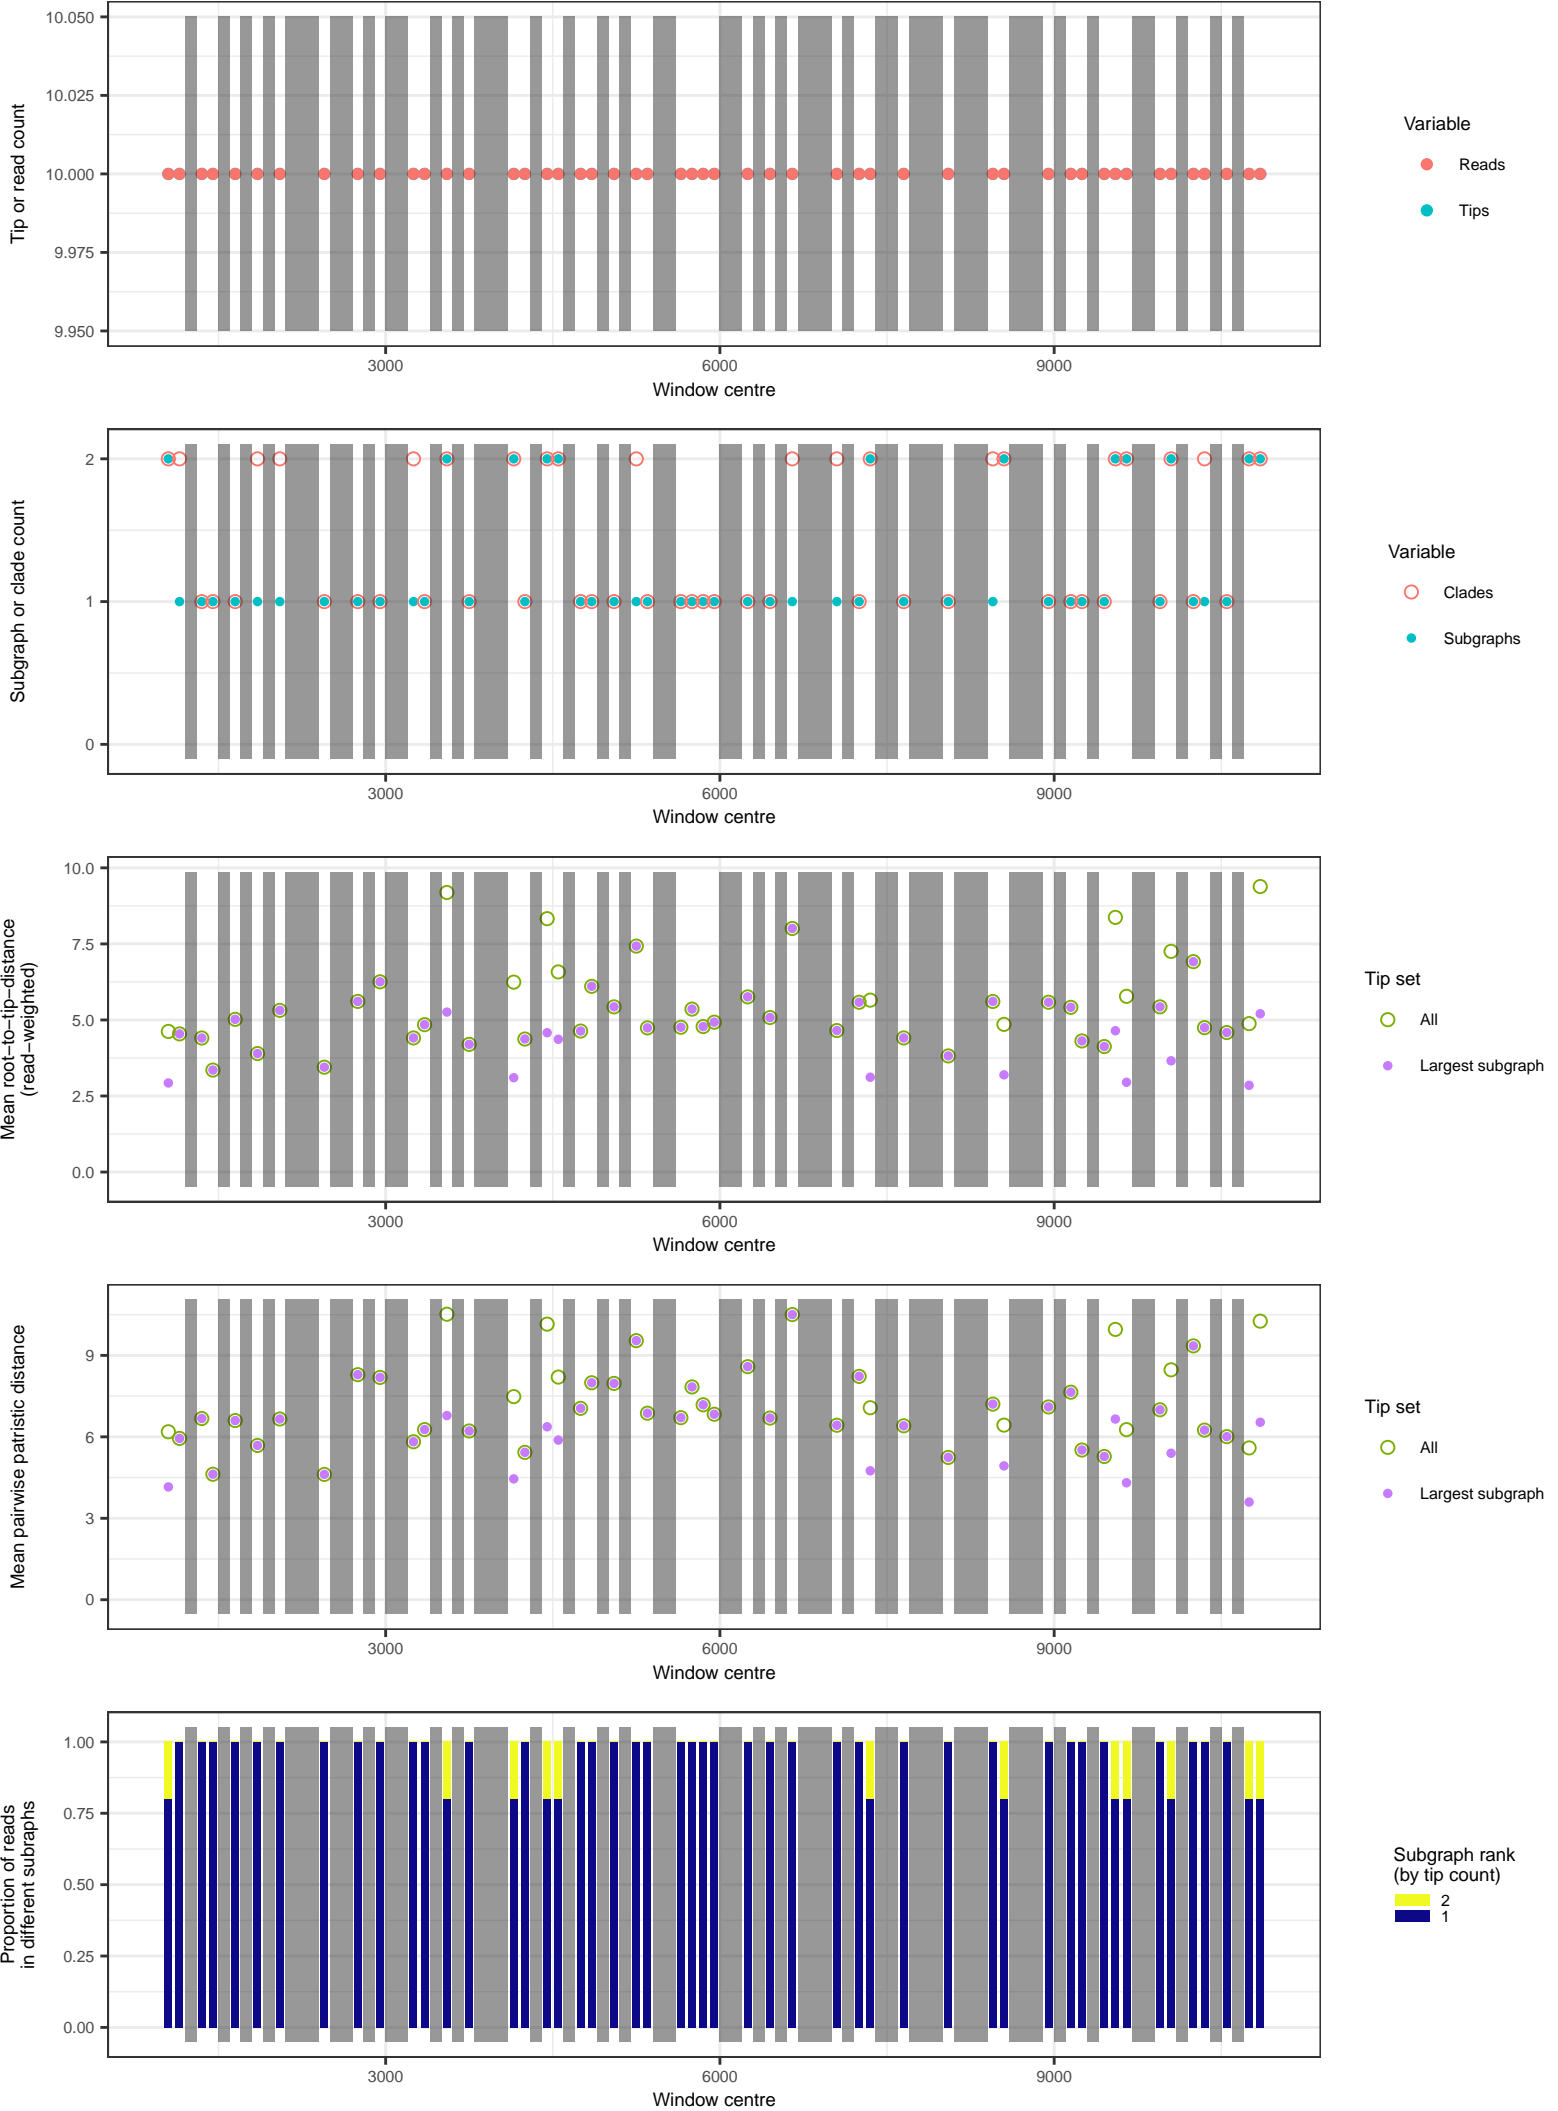 10.050
10.025
10.000
9.975
9.950
Tip or read count
3000 6000 9000
Window centre
Variable
Reads
Tips
2
1
0
Subgraph or clade count
3000 6000 9000
Window centre
Variable
Clades
Subgraphs
10.0
7.5
5.0
2.5
0.0
Mean root−to−tip−distance
(read−weighted)
3000 6000 9000
Window centre
Tip set
All
Largest subgraph
9
6
3
0
Mean pairwise patristic distance
3000 6000 9000
Window centre
Tip set
All
Largest subgraph
1.00
0.75
0.50
0.25
0.00
Proportion of reads
in different subraphs
3000 6000 9000
Window centre
Subgraph rank
(by tip count)
2
1